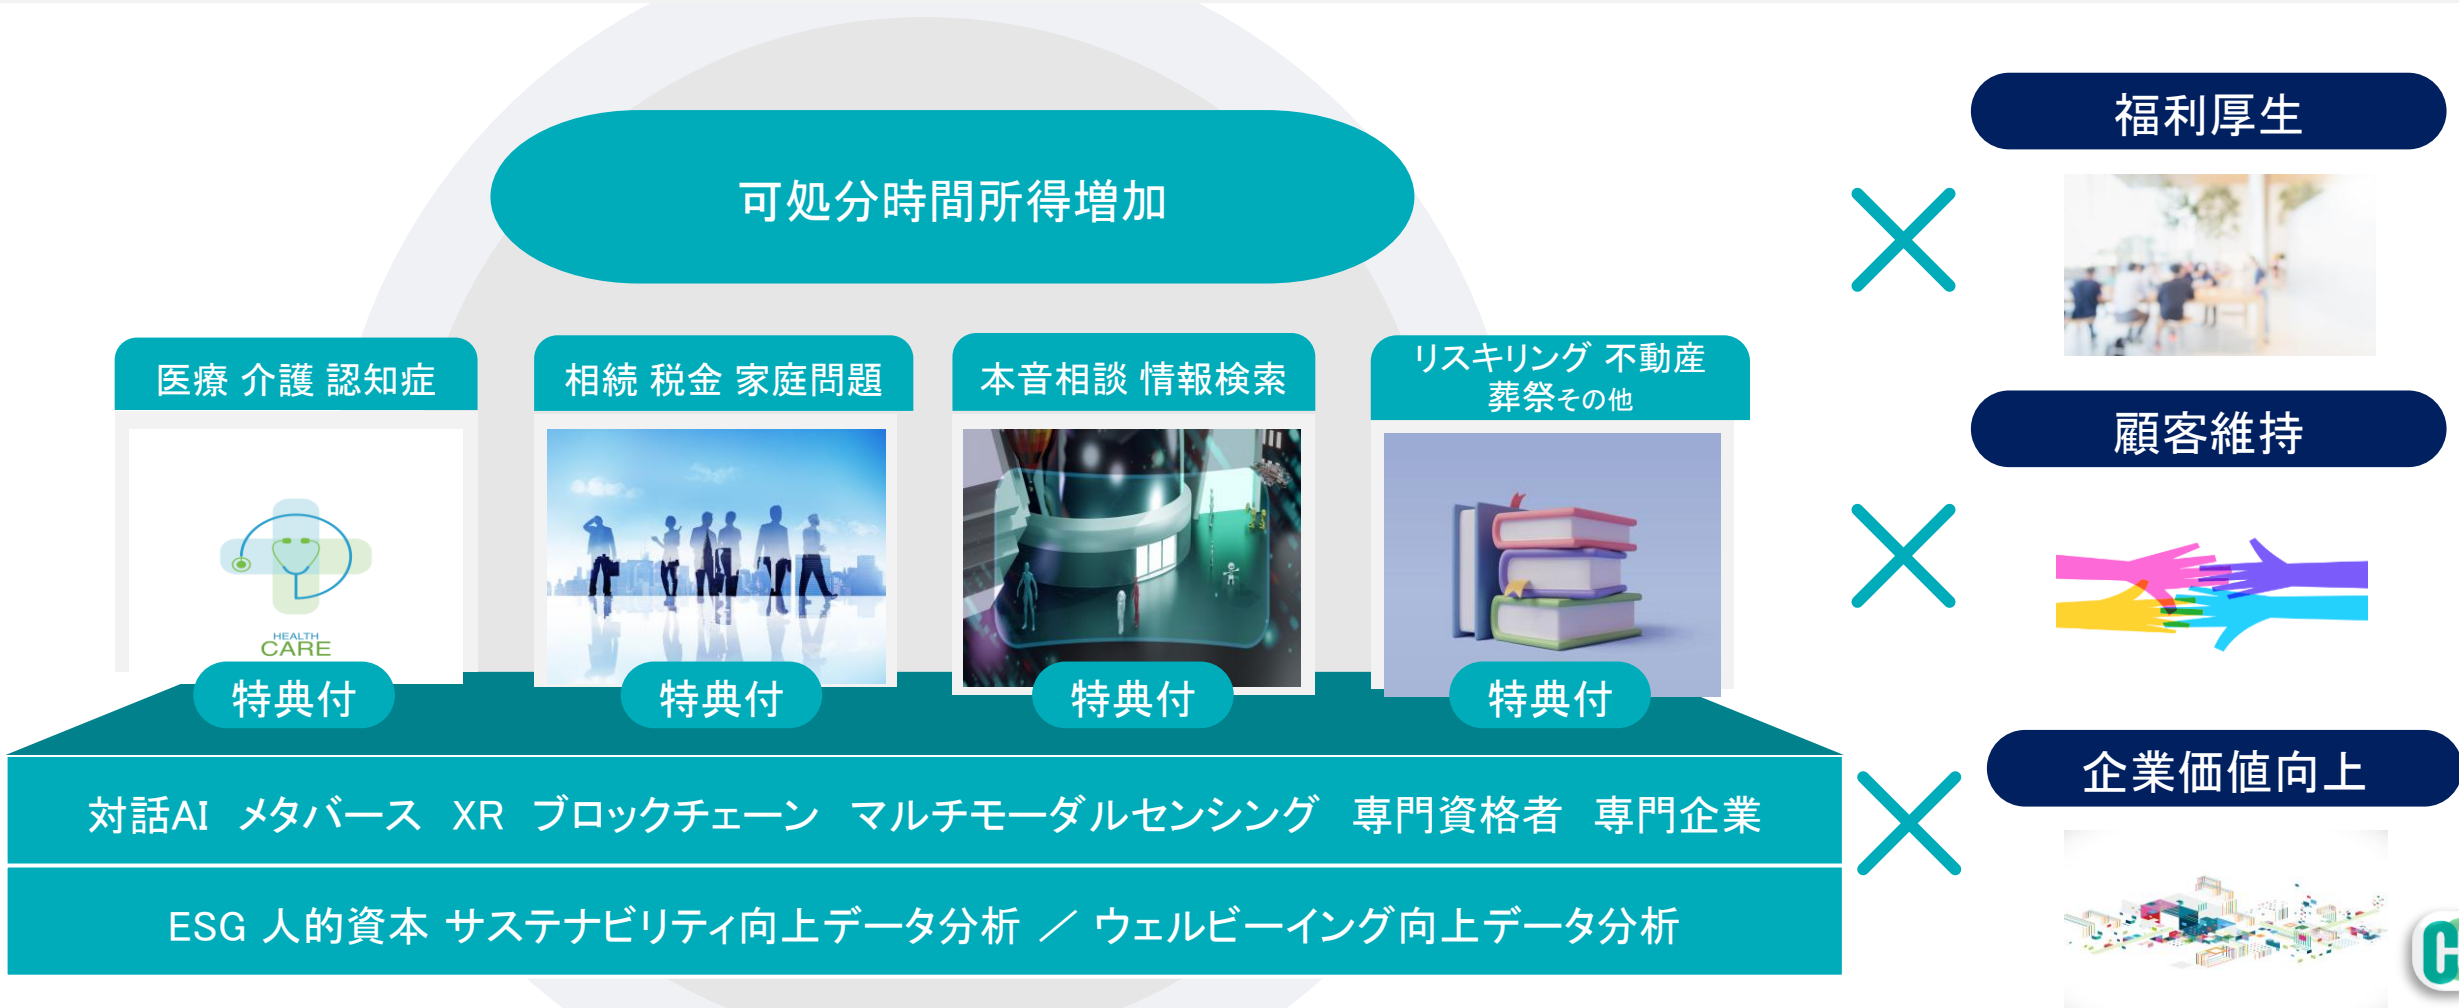 可処分時間所得増加
医療 介護 認知症
相続 税金 家庭問題
本音相談 情報検索
リスキリング 不動産
葬祭その他
HEALTH
CARE
特典付
特典付
特典付
特典付
対話AI メタバース XR ブロックチェーン マルチモーダルセンシング 専門資格者 専門企業
ESG 人的資本 サステナビリティ向上データ分析 ／ ウェルビーイング向上データ分析
福利厚生
顧客維持
企業価値向上